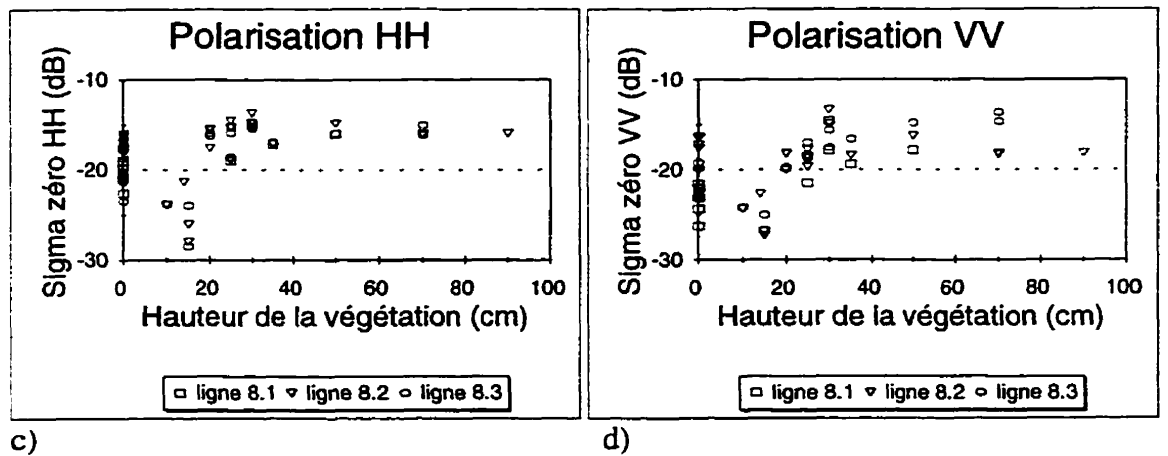 Polarisation HH
Sigma zéro HH (dB)
-10
-20
-30
0 20 40 60 80 100
Hauteur de la végétation (cm)
ligne 8.1 ligne 8.2 ligne 8.3
c)
Polarisation VV
Sigma zéro VV (dB)
-10
-20
-30
0 20 40 60 80 100
Hauteur de la végétation (cm)
ligne 8.1 ligne 8.2 ligne 8.3
d)